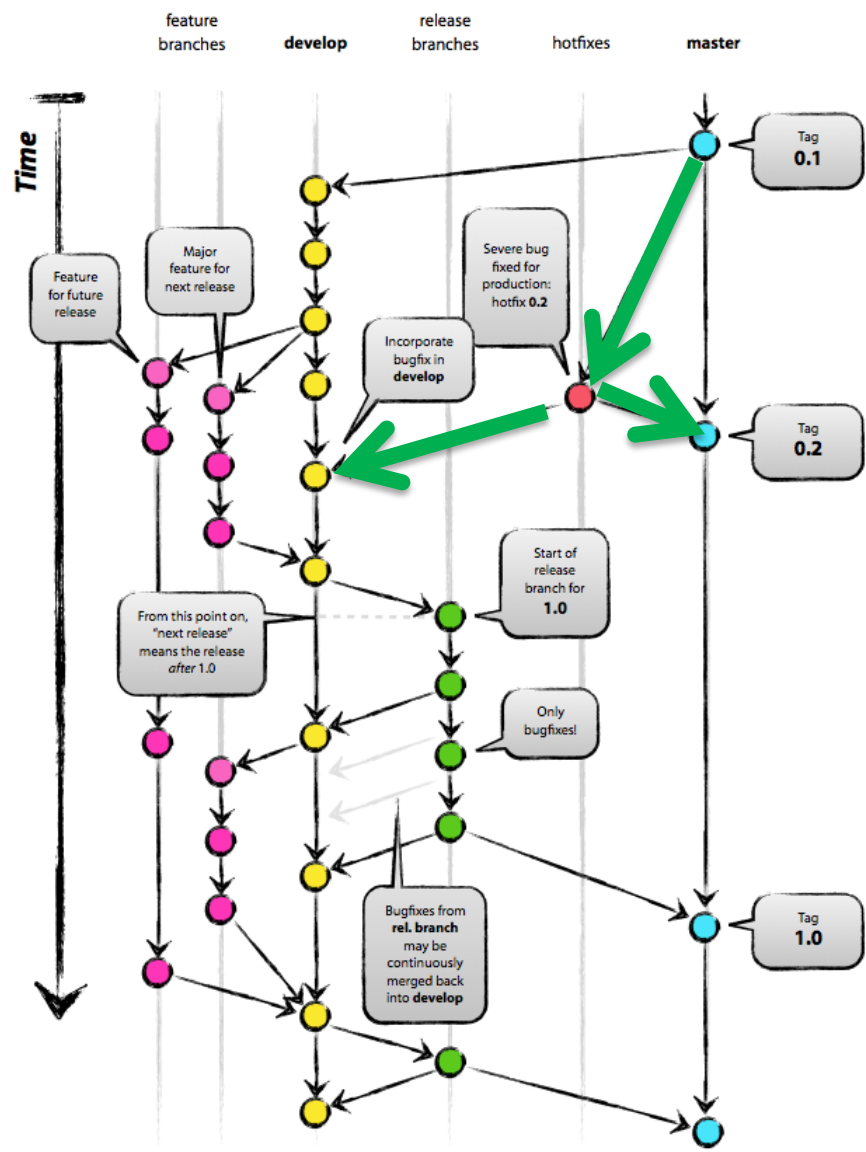 feature
branches
develop
release
branches
hotfixes
master
Time
Tag
0.1
Feature
for future
release
Major
feature for
next release
Severe bug
fixed for
production:
hotfix 0.2
Incorporate
bugfix in
develop
Tag
0.2
Start of
release
branch for
1.0
From this point on,
“next release”
means the release
after 1.0
Only
bugfixes!
Bugfixes from
rel. branch
may be
continuously
merged back
into develop
Tag
1.0